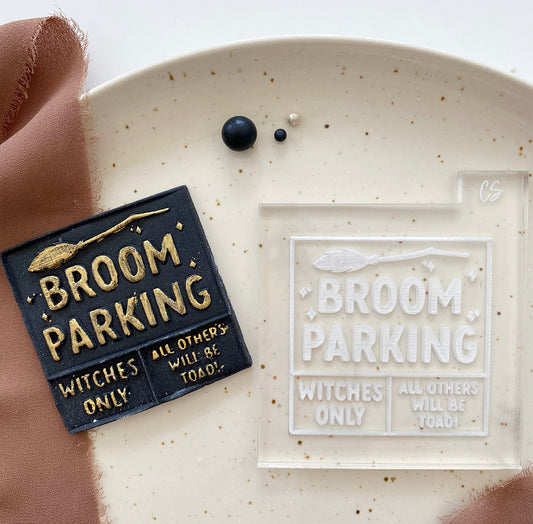 BROOM
PARKING
WITCHES
ONLY
ALL OTHER'S
WILL BE
TOAD!
CS
BROOM
PARKING
WITCHES
ONLY
ALL OTHERS
WILL BE
TOAD!